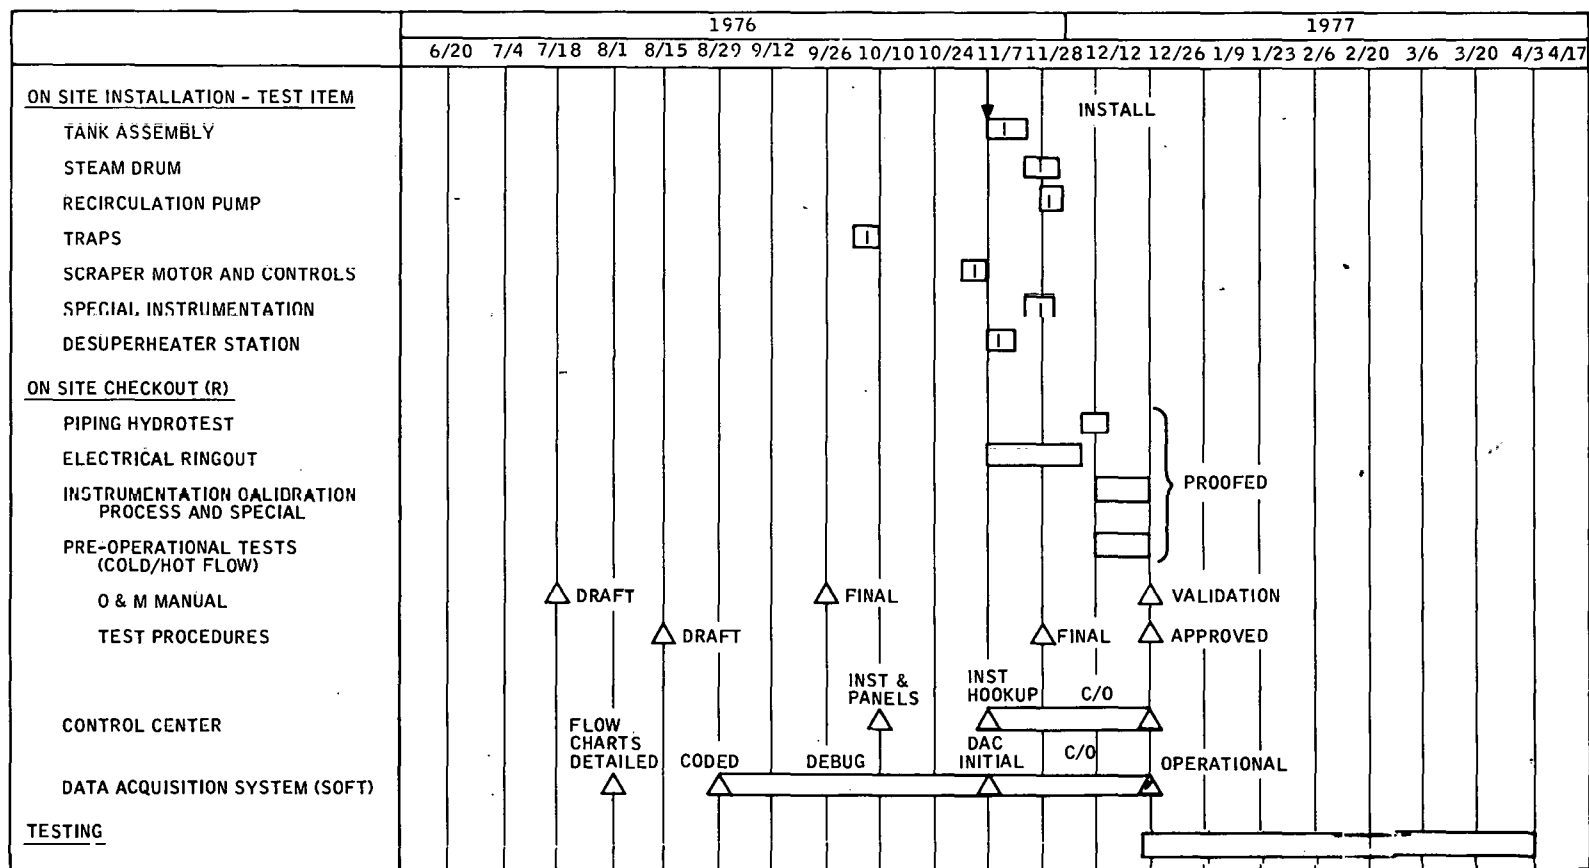 1976 1977
6/20 7/4 7/18 8/1 8/15 8/29 9/12 9/26 10/10 10/24 11/7 11/28 12/12 12/26 1/9 1/23 2/6 2/20 3/6 3/20 4/3 4/17
ON SITE INSTALLATION - TEST ITEM
INSTALL
TANK ASSEMBLY
STEAM DRUM
RECIRCULATION PUMP
TRAPS
SCRAPER MOTOR AND CONTROLS
SPECIAL INSTRUMENTATION
DESUPERHEATER STATION
ON SITE CHECKOUT (R)
PIPING HYDROTEST
ELECTRICAL RINGOUT
PROOFED
INSTRUMENTATION CALIDRATION
PROCESS AND SPECIAL
PRE-OPERATIONAL TESTS
(COLD/HOT FLOW)
O & M MANUAL DRAFT FINAL VALIDATION
TEST PROCEDURES DRAFT FINAL APPROVED
INST &
PANELS
INST
HOOKUP C/O
CONTROL CENTER
FLOW
CHARTS
DETAILED CODED DEBUG
DAC
INITIAL C/O OPERATIONAL
DATA ACQUISITION SYSTEM (SOFT)
TESTING